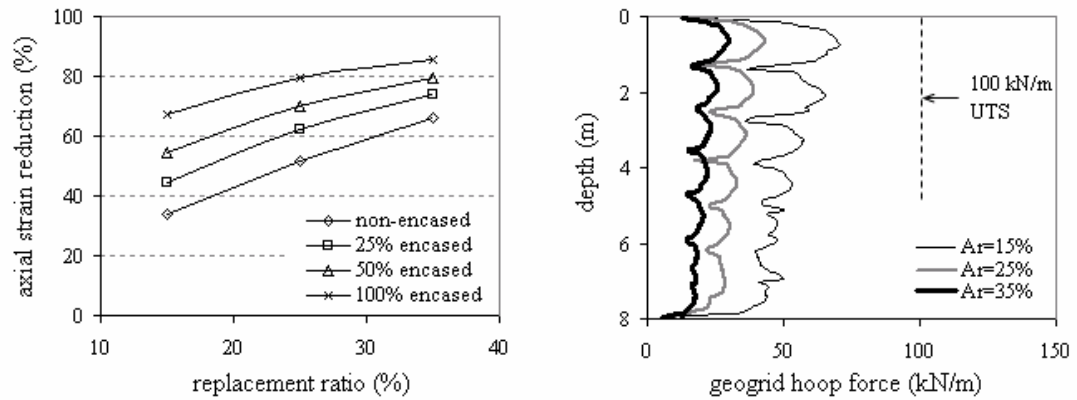 axial strain reduction (%)
100
80
60
40
20
0
10
20
30
40
replacement ratio (%)
non-encased
25% encased
50% encased
100% encased
depth (m)
0
2
4
6
8
0
50
100
150
geogrid hoop force (kN/m)
100 kN/m
UTS
Ar=15%
Ar=25%
Ar=35%